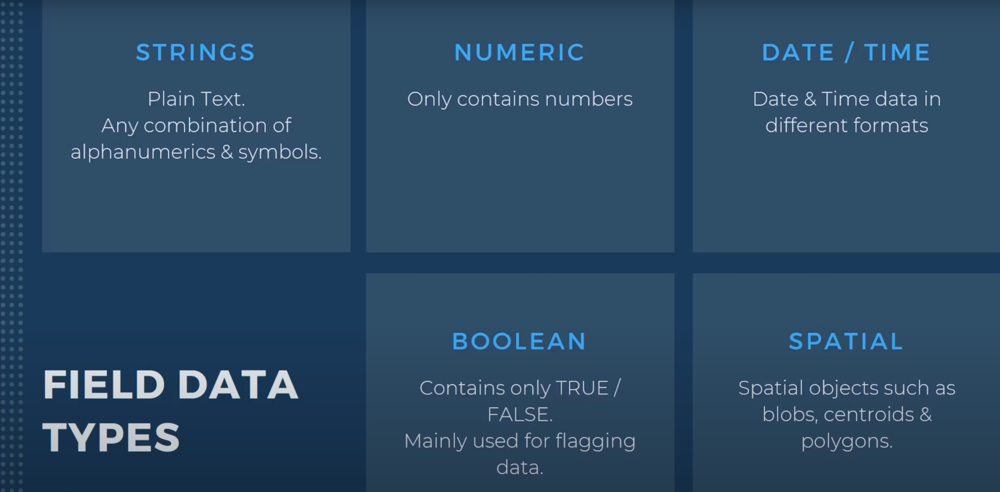 STRINGS
Plain Text.
Any combination of
alphanumerics & symbols.
NUMERIC
Only contains numbers
DATE / TIME
Date & Time data in
different formats
FIELD DATA
TYPES
BOOLEAN
Contains only TRUE /
FALSE.
Mainly used for flagging
data.
SPATIAL
Spatial objects such as
blobs, centroids &
polygons.